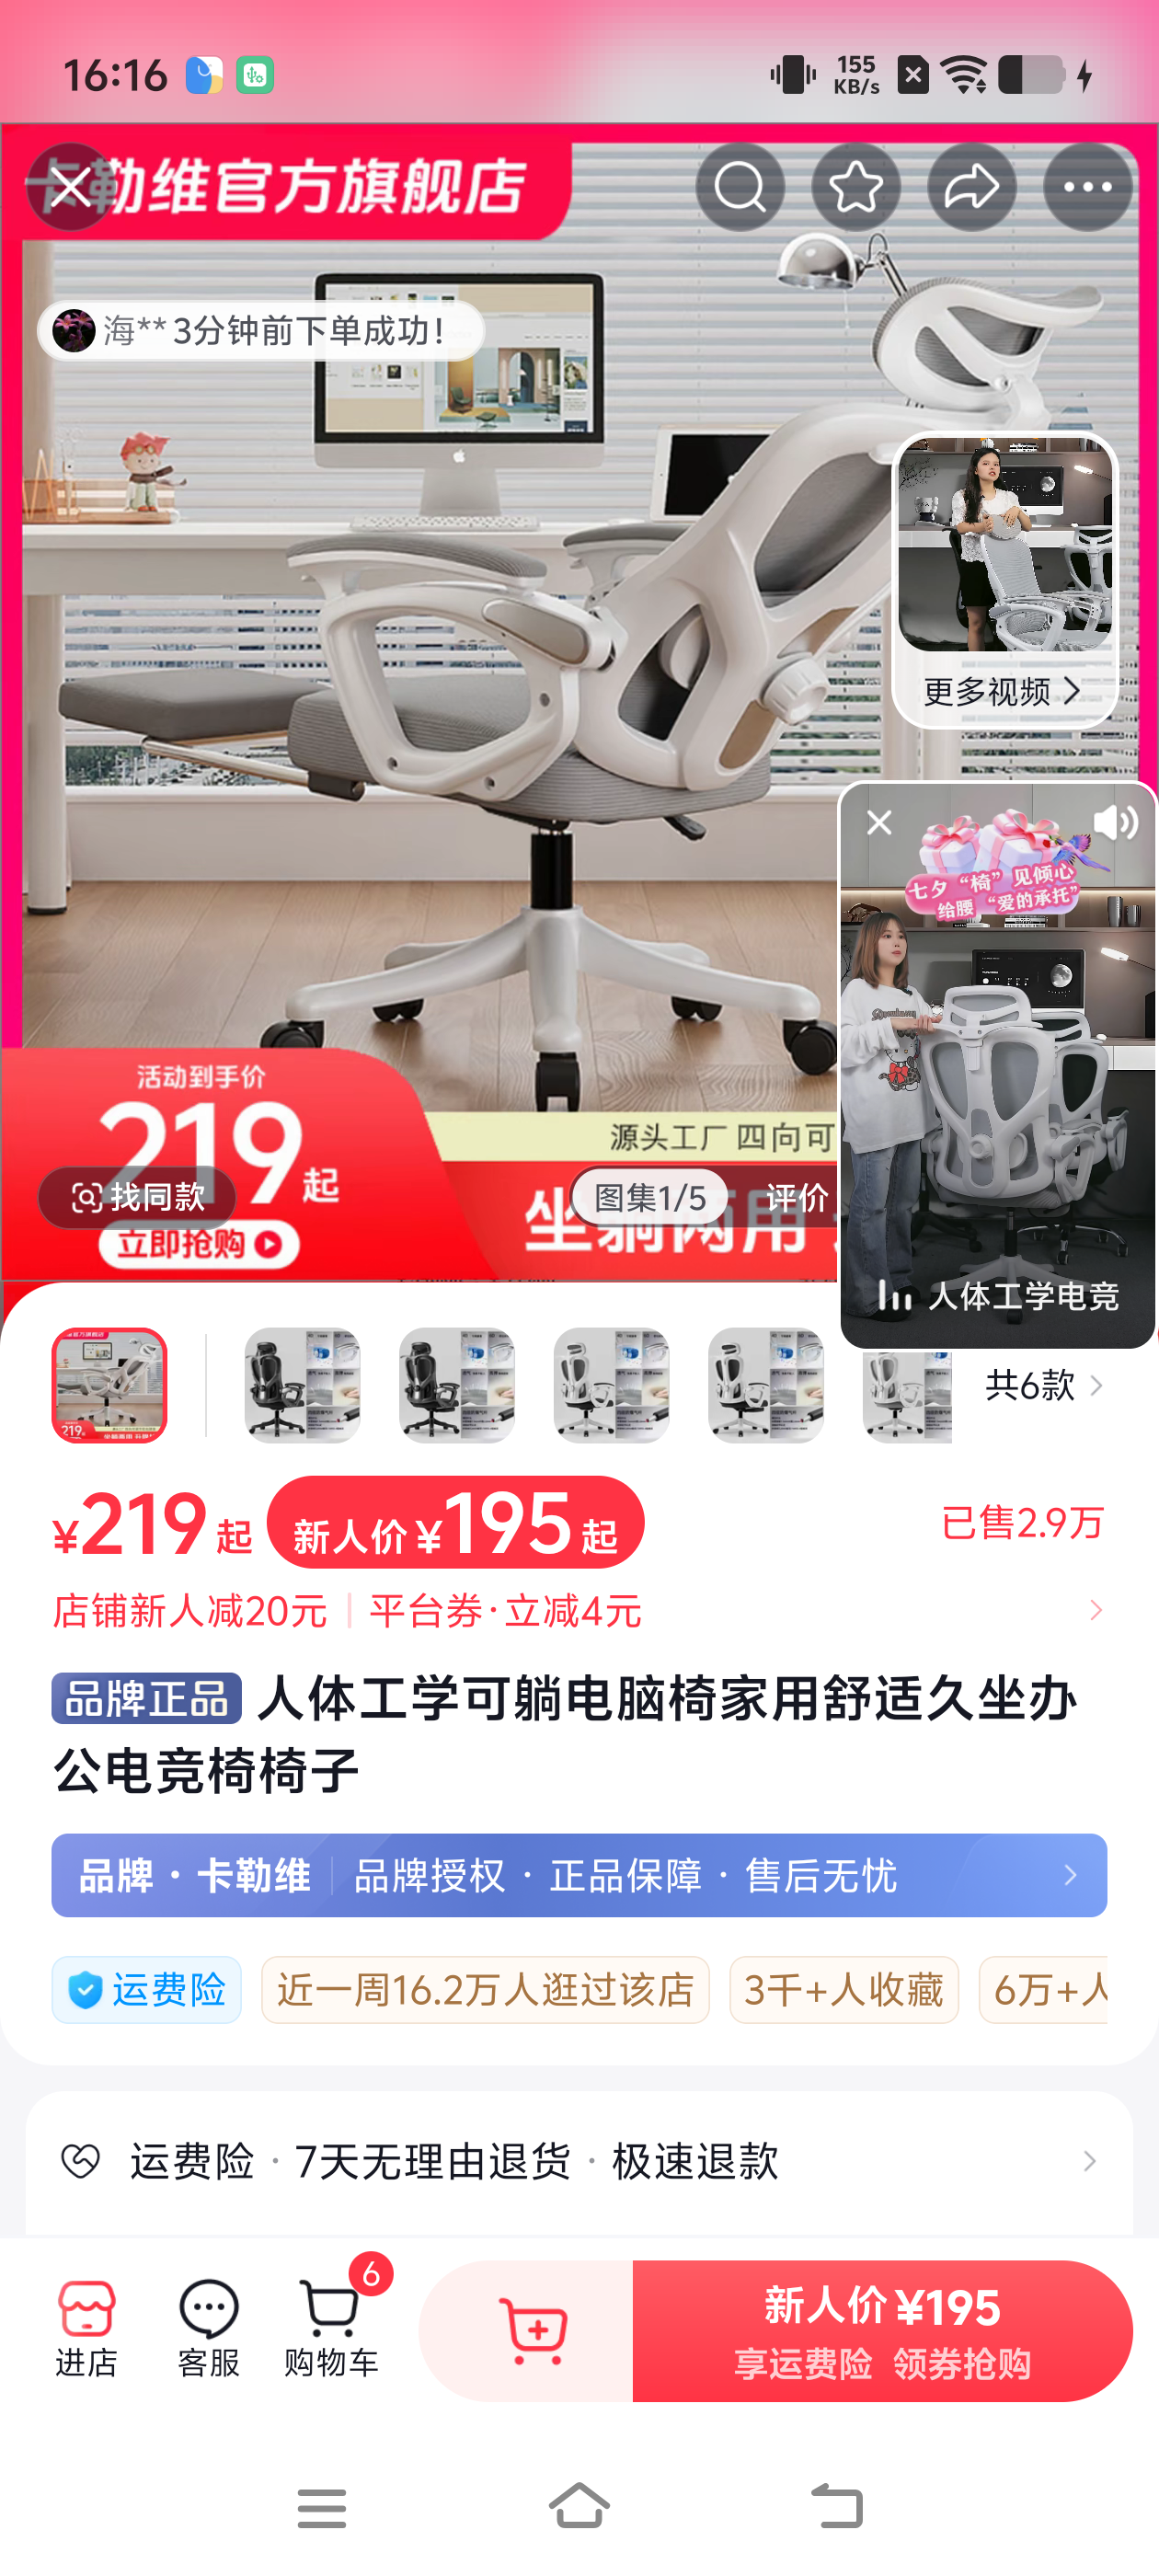 16:16
155
KB/s
卡勒维官方旗舰店
海** 3分钟前下单成功!
更多视频
七夕“椅”见倾心
给腰“爱的承托”
人体工学电竞
活动到手价
219起
立即抢购
找同款
源头工厂 四向可
坐躺两用
图集1/5
评价
共6款
¥219起
新人价¥195起
已售2.9万
店铺新人减20元
平台券·立减4元
品牌正品 人体工学可躺电脑椅家用舒适久坐办
公电竞椅椅子
品牌·卡勒维 品牌授权·正品保障·售后无忧
运费险
近一周16.2万人逛过该店
3千+人收藏
6万+人
运费险·7天无理由退货·极速退款
进店
客服
6
购物车
新人价¥195
享运费险 领券抢购